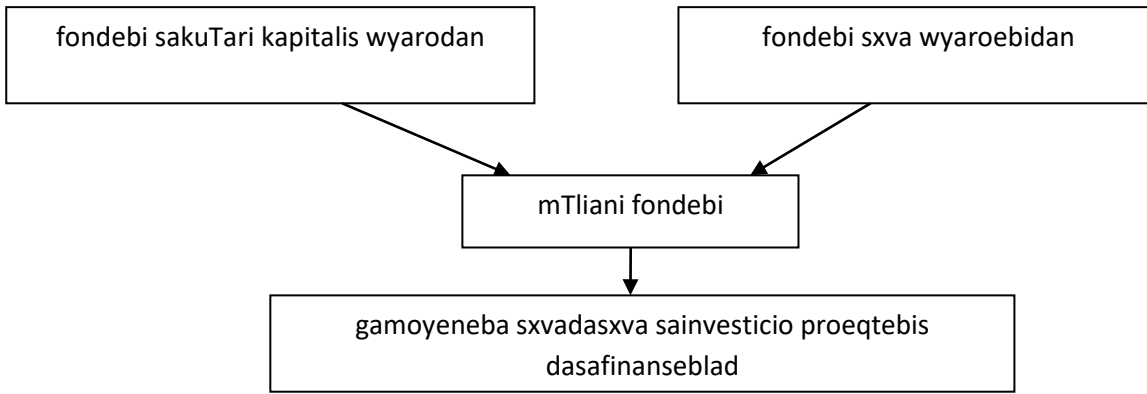 fondebi sakuTari kapitalis wyarodan
fondebi sxva wyaroebidan
mTliani fondebi
gamoyeneba sxvadasxva sainvesticio proeqtebis
dasafinanseblad